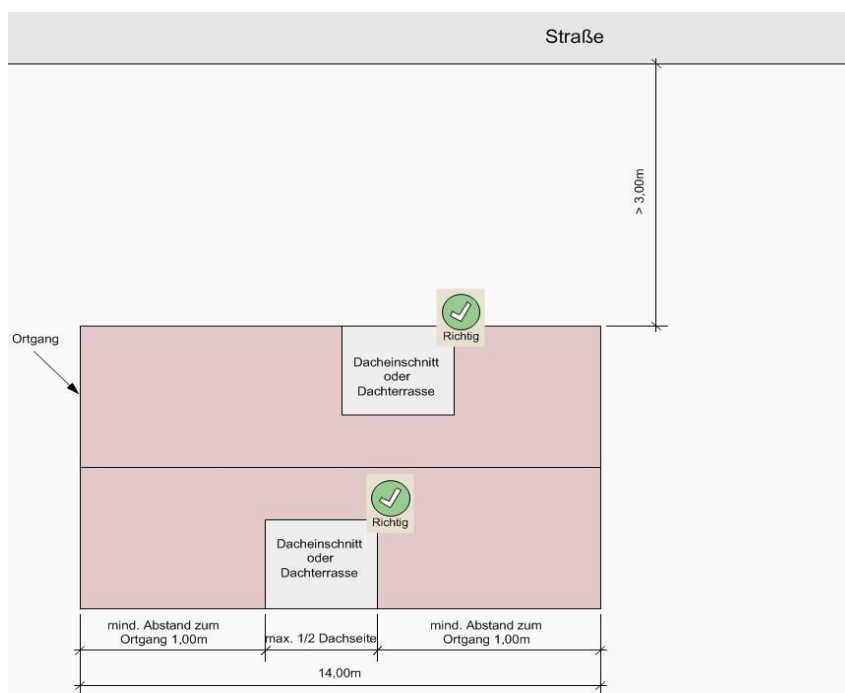 Straße
> 3,00m
Ortgang
Richtig
Dacheinschnitt
oder
Dachterrasse
Richtig
Dacheinschnitt
oder
Dachterrasse
mind. Abstand zum
Ortgang 1,00m
max. 1/2 Dachseite
mind. Abstand zum
Ortgang 1,00m
14,00m